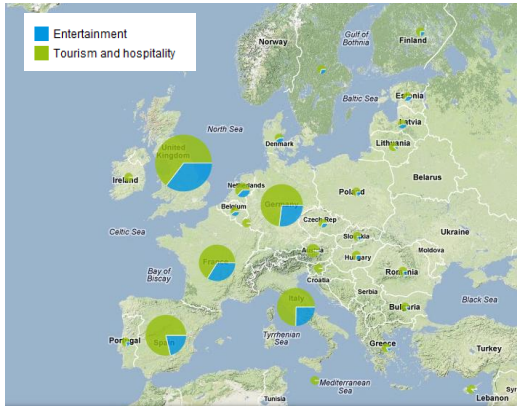 Entertainment
Tourism and hospitality
Norway
Gulf of
Bothnia
Finland
Baltic Sea
Estonia
Latvia
Lithuania
North Sea
United
Kingdom
Denmark
Ireland
Netherlands
Belgium
Germany
Poland
Belarus
Celtic Sea
Czech Rep
Ukraine
Slovakia
France
Austria
Hungary
Moldova
Bay of
Biscay
Croatia
Romania
Serbia
Italy
Black Sea
Bulgaria
Portugal
Spain
Tyrrhenian
Sea
Greece
Turkey
Mediterranean
Sea
Tunisia
Sy
Lebanon